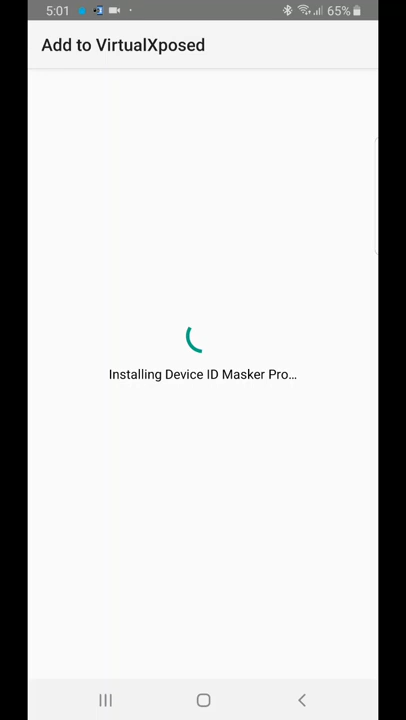 5:01 65%
Add to VirtualXposed
Installing Device ID Masker Pro...